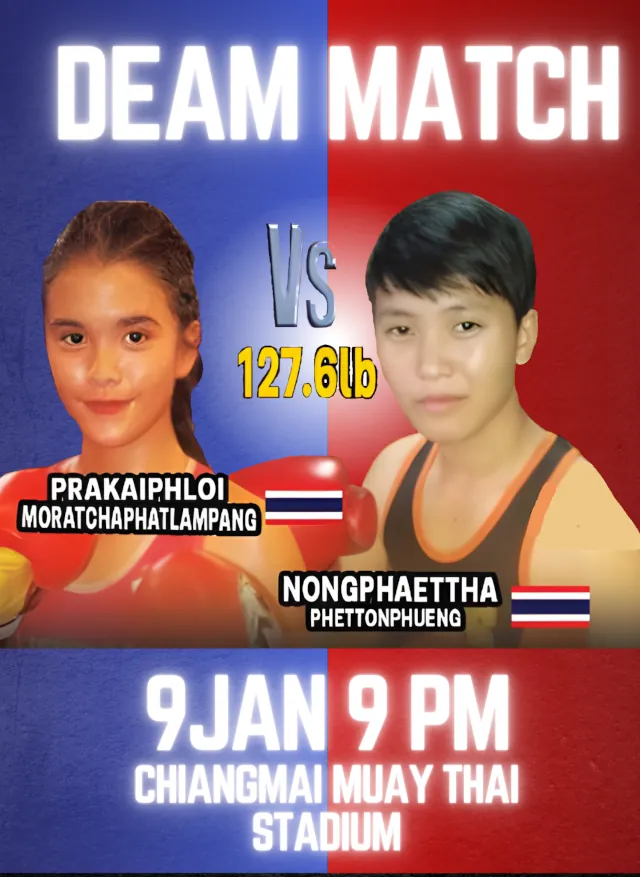 DEAM MATCH
Vs
127.6lb
PRAKAIPHLOI
MORATCHAPHATLAMPANG
NONGPHAETTHA
PHETTONPHUENG
9JAN 9 PM
CHIANGMAI MUAY THAI
STADIUM